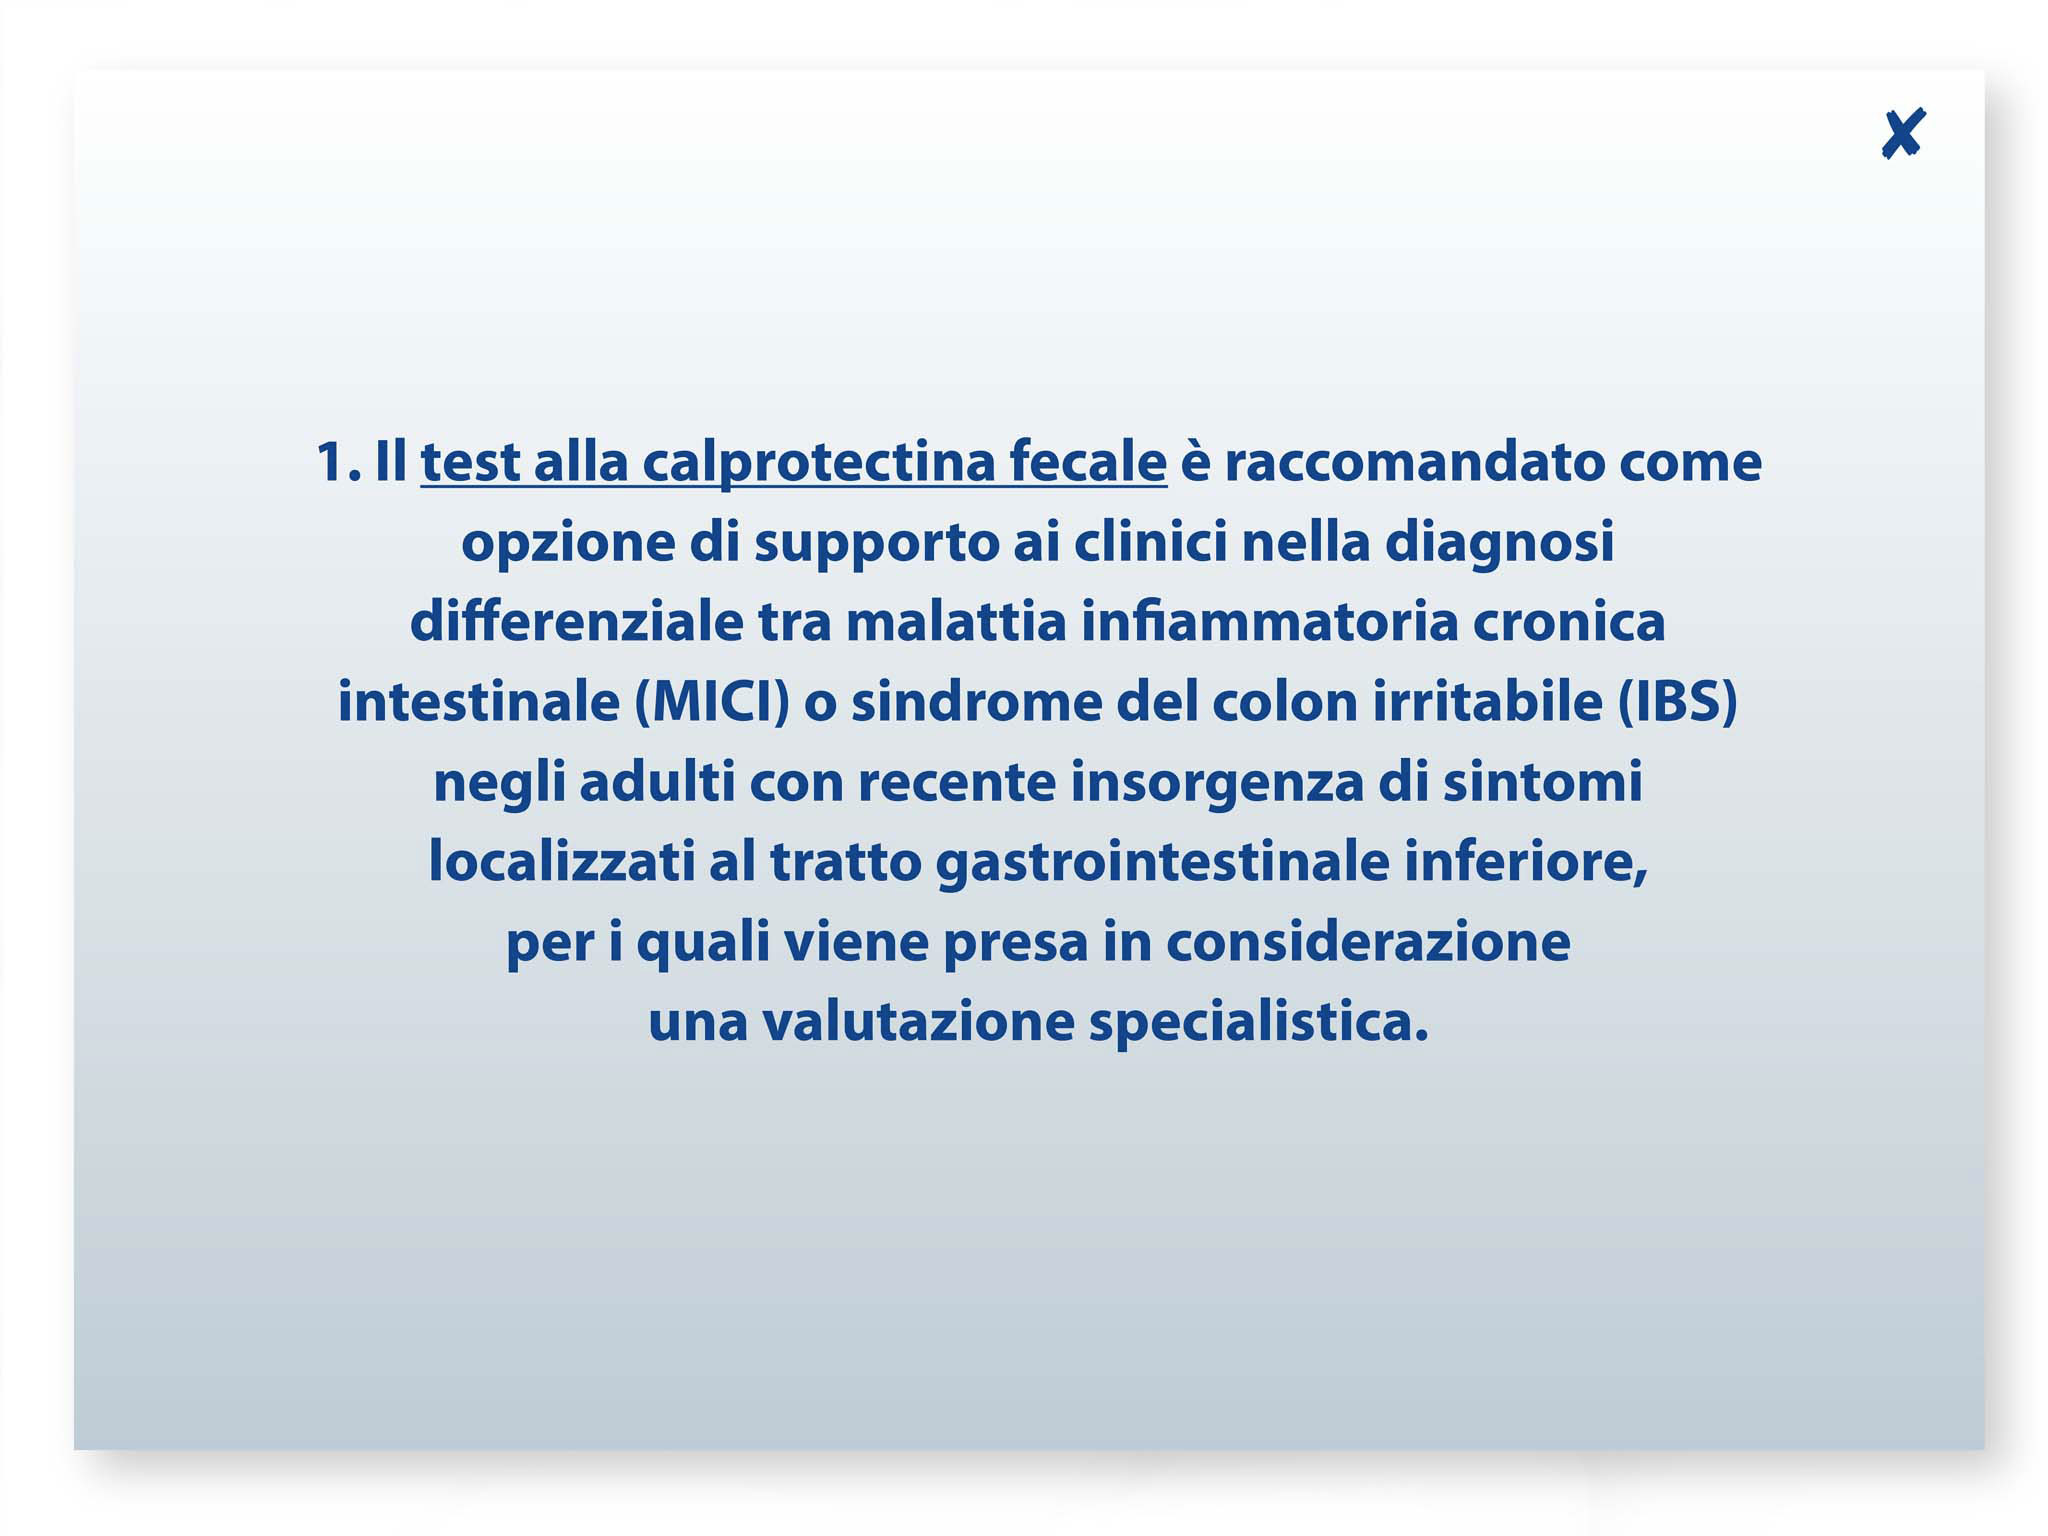 1. Il test alla calprotectina fecale è raccomandato come
opzione di supporto ai clinici nella diagnosi
differenziale tra malattia infiammatoria cronica
intestinale (MICI) o sindrome del colon irritabile (IBS)
negli adulti con recente insorgenza di sintomi
localizzati al tratto gastrointestinale inferiore,
per i quali viene presa in considerazione
una valutazione specialistica.